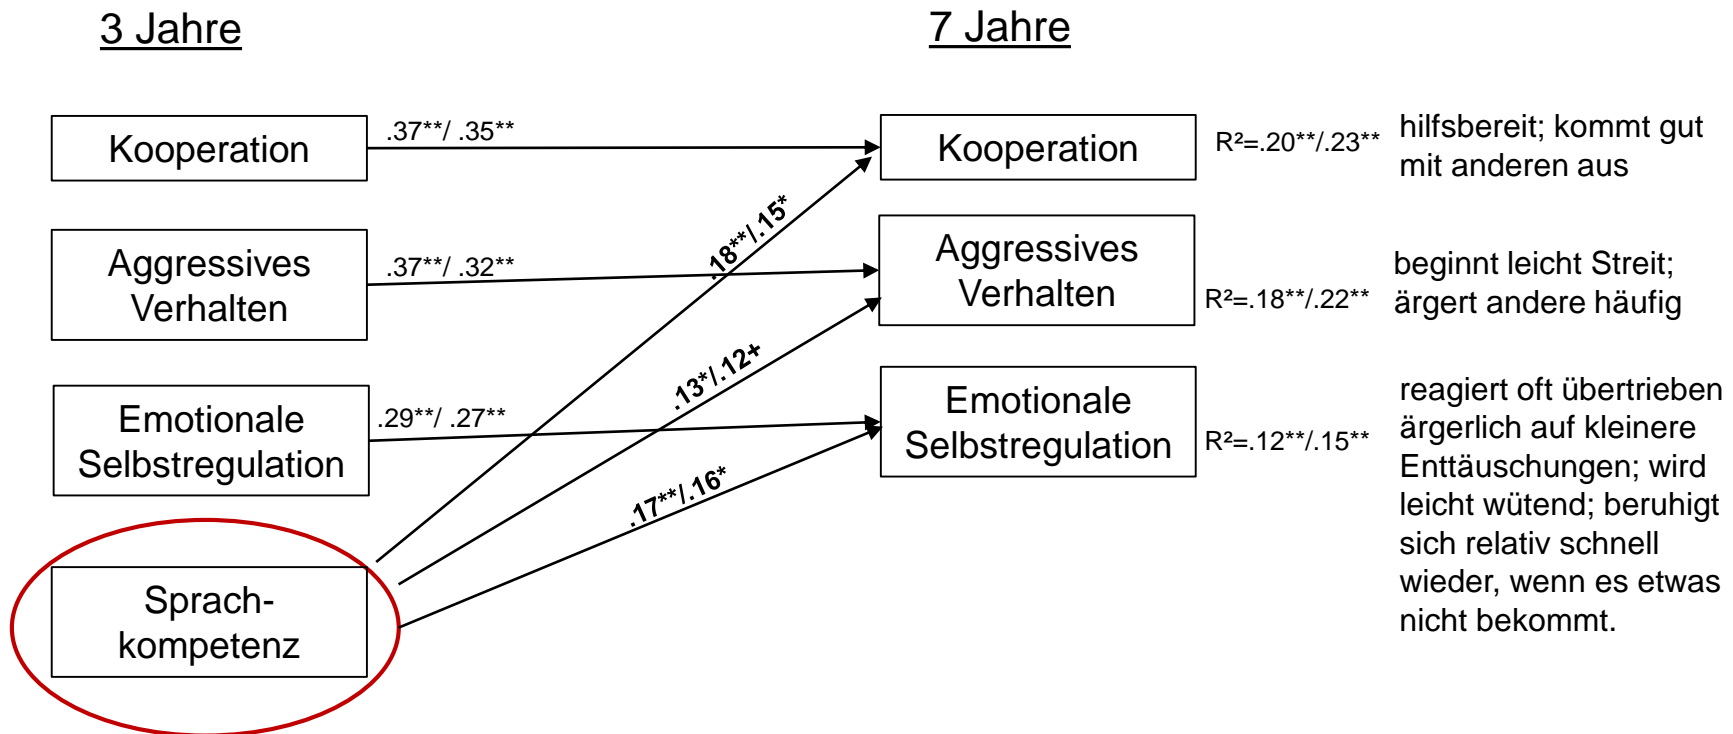 3 Jahre
7 Jahre
Kooperation
.37**/ .35**
Kooperation
R²=.20**/.23**
hilfsbereit; kommt gut
mit anderen aus
.18**/.15*
Aggressives
Verhalten
.37**/ .32**
Aggressives
Verhalten
R²=.18**/.22**
beginnt leicht Streit;
ärgert andere häufig
.13*/.12+
Emotionale
Selbstregulation
.29**/ .27**
Emotionale
Selbstregulation
R²=.12**/.15**
reagiert oft übertrieben
ärgerlich auf kleinere
Enttäuschungen; wird
leicht wütend; beruhigt
sich relativ schnell
wieder, wenn es etwas
nicht bekommt.
.17**/.16*
Sprach-
kompetenz